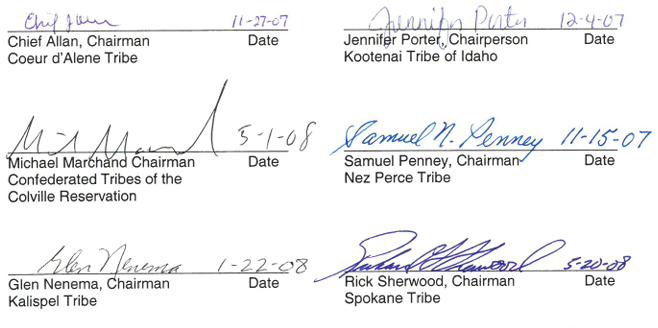 Chief Allan 11-27-07
Chief Allan, Chairman Date
Coeur d'Alene Tribe
Jennifer Porter 12-4-07
Jennifer Porter, Chairperson Date
Kootenai Tribe of Idaho
5-1-08
Michael Marchand Chairman Date
Confederated Tribes of the
Colville Reservation
Samuel N. Penney 11-15-07
Samuel Penney, Chairman Date
Nez Perce Tribe
Glen Nenema 1-22-08
Glen Nenema, Chairman Date
Kalispel Tribe
5-20-08
Rick Sherwood, Chairman Date
Spokane Tribe